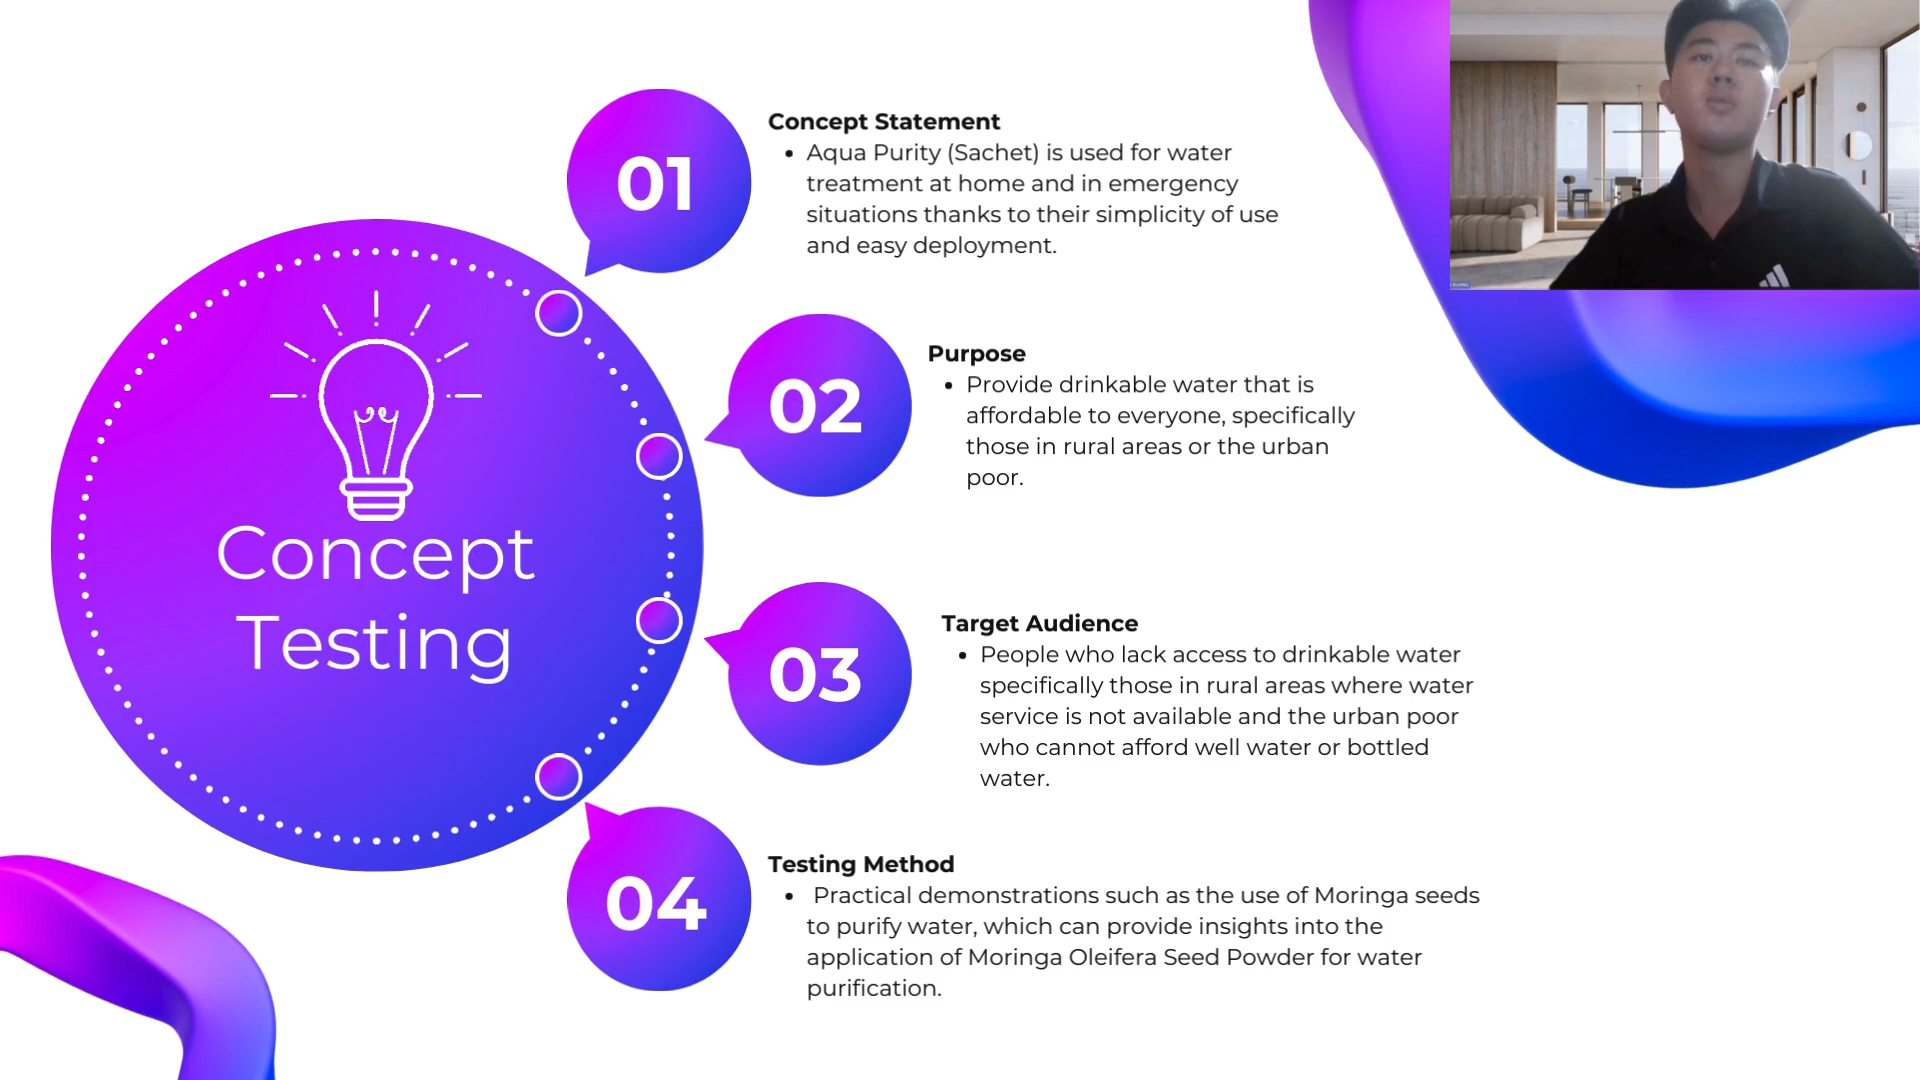 Concept
Testing
01
Concept Statement
• Aqua Purity (Sachet) is used for water
treatment at home and in emergency
situations thanks to their simplicity of use
and easy deployment.
02
Purpose
• Provide drinkable water that is
affordable to everyone, specifically
those in rural areas or the urban
poor.
03
Target Audience
• People who lack access to drinkable water
specifically those in rural areas where water
service is not available and the urban poor
who cannot afford well water or bottled
water.
04
Testing Method
• Practical demonstrations such as the use of Moringa seeds
to purify water, which can provide insights into the
application of Moringa Oleifera Seed Powder for water
purification.